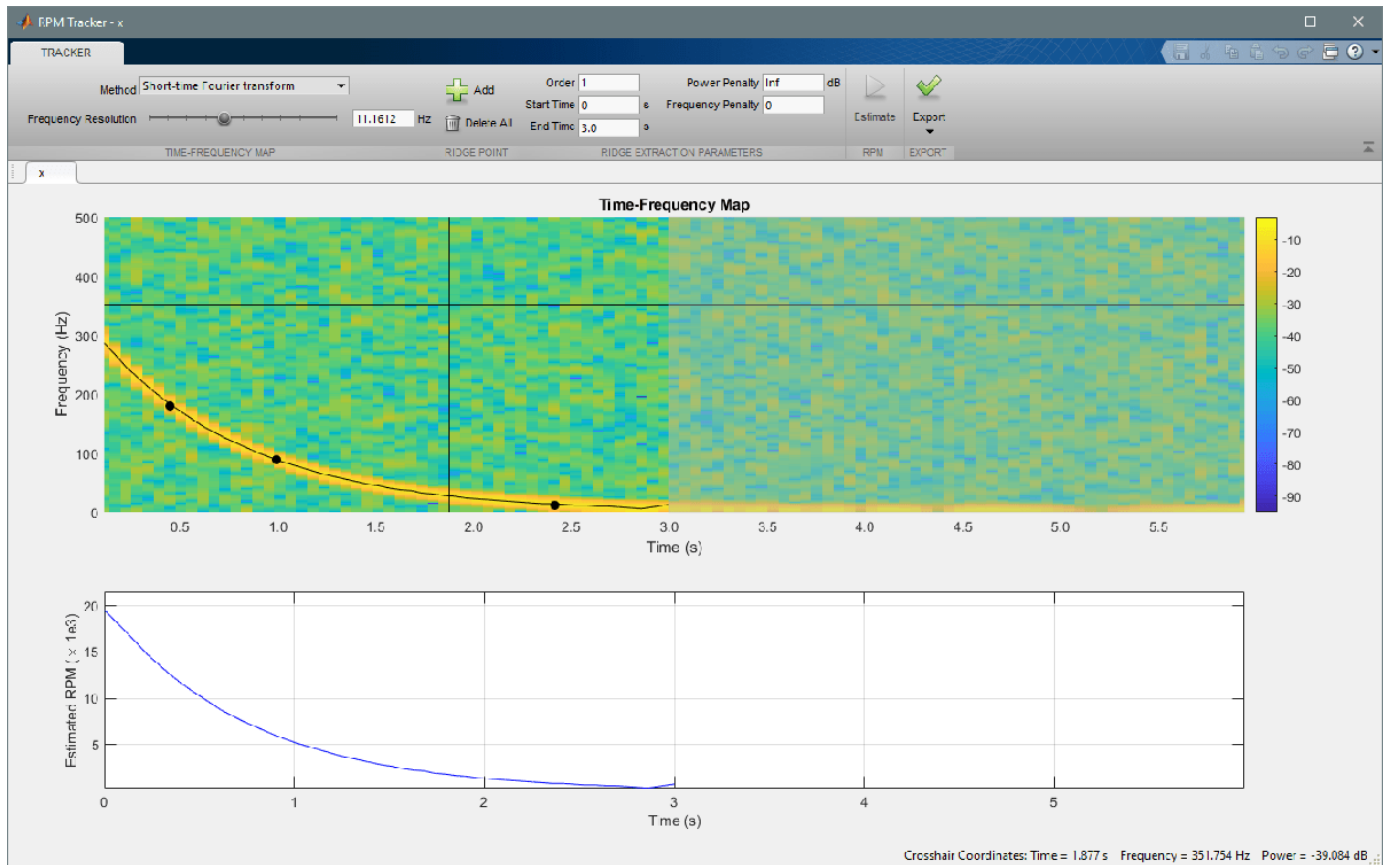 RPM Tracker - x
TRACKER
Method Short-time Fourier transform
Frequency Resolution 11.1612 Hz
TIME-FREQUENCY MAP
Add
Delete All
RIDGE POINT
Order 1
Start Time 0 s
End Time 3.0 s
Power Penalty Inf dB
Frequency Penalty 0
RIDGE EXTRACTION PARAMETERS
Estimate
RPM
Export
EXPORT
x
Time-Frequency Map
Frequency (Hz)
500
400
300
200
100
0
0.5 1.0 1.5 2.0 2.5 3.0 3.5 4.0 4.5 5.0 5.5
Time (s)
-10
-20
-30
-40
-50
-60
-70
-80
-90
Estimated RPM ( × 1e3)
20
15
10
5
0 1 2 3 4 5
Time (s)
Crosshair Coordinates: Time = 1.877 s Frequency = 351.754 Hz Power = -39.084 dB